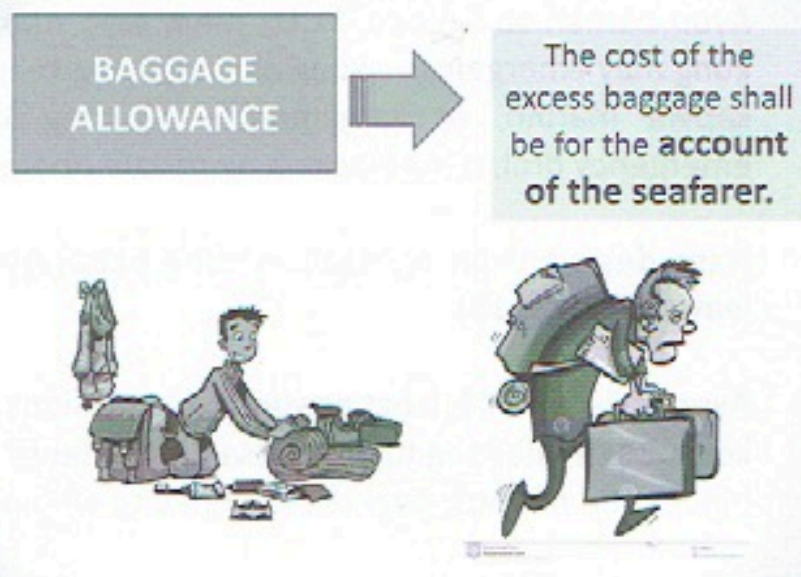 BAGGAGE
ALLOWANCE
The cost of the
excess baggage shall
be for the account
of the seafarer.